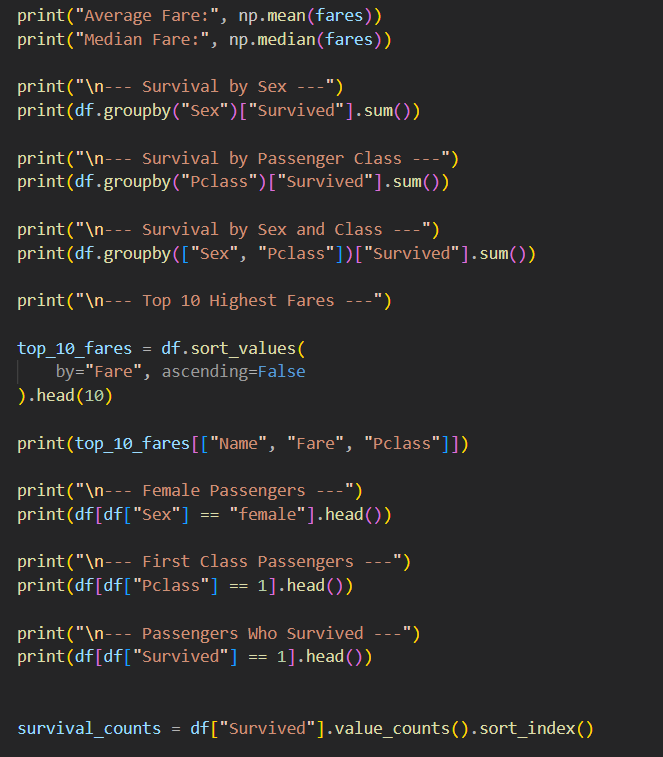 print("Average Fare:", np.mean(fares))
print("Median Fare:", np.median(fares))
print("\n--- Survival by Sex ---")
print(df.groupby("Sex")["Survived"].sum())
print("\n--- Survival by Passenger Class ---")
print(df.groupby("Pclass")["Survived"].sum())
print("\n--- Survival by Sex and Class ---")
print(df.groupby(["Sex", "Pclass"])["Survived"].sum())
print("\n--- Top 10 Highest Fares ---")
top_10_fares = df.sort_values(
    by="Fare", ascending=False
).head(10)
print(top_10_fares[["Name", "Fare", "Pclass"]])
print("\n--- Female Passengers ---")
print(df[df["Sex"] == "female"].head())
print("\n--- First Class Passengers ---")
print(df[df["Pclass"] == 1].head())
print("\n--- Passengers Who Survived ---")
print(df[df["Survived"] == 1].head())
survival_counts = df["Survived"].value_counts().sort_index()